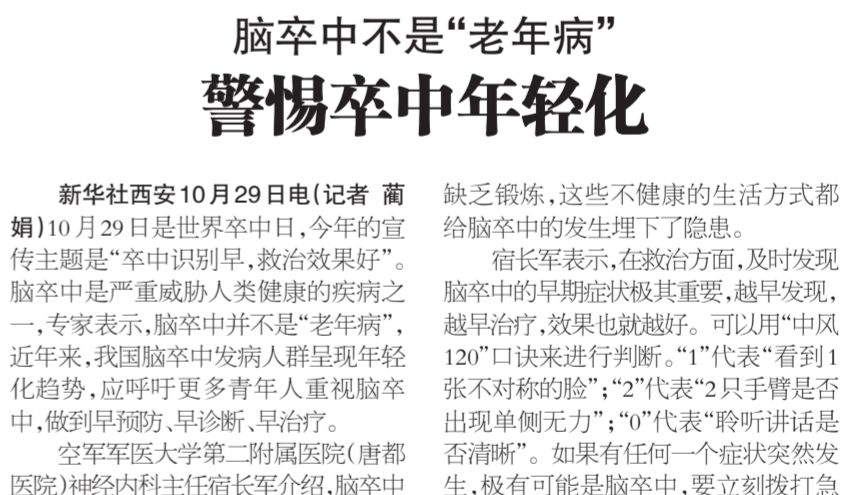 脑卒中不是“老年病”
警惕卒中年轻化
新华社西安10月29日电(记者 蔺
娟)10月29日是世界卒中日,今年的宣
传主题是“卒中识别早,救治效果好”。
脑卒中是严重威胁人类健康的疾病之
一,专家表示,脑卒中并不是“老年病”,
近年来,我国脑卒中发病人群呈现年轻
化趋势,应呼吁更多青年人重视脑卒
中,做到早预防、早诊断、早治疗。
空军军医大学第二附属医院(唐都
医院)神经内科主任宿长军介绍,脑卒中
缺乏锻炼,这些不健康的生活方式都
给脑卒中的发生埋下了隐患。
宿长军表示,在救治方面,及时发现
脑卒中的早期症状极其重要,越早发现,
越早治疗,效果也就越好。可以用“中风
120”口诀来进行判断。“1”代表“看到1
张不对称的脸”;“2”代表“2只手臂是否
出现单侧无力”;“0”代表“聆听讲话是
否清晰”。如果有任何一个症状突然发
生,极有可能是脑卒中,要立刻拨打急